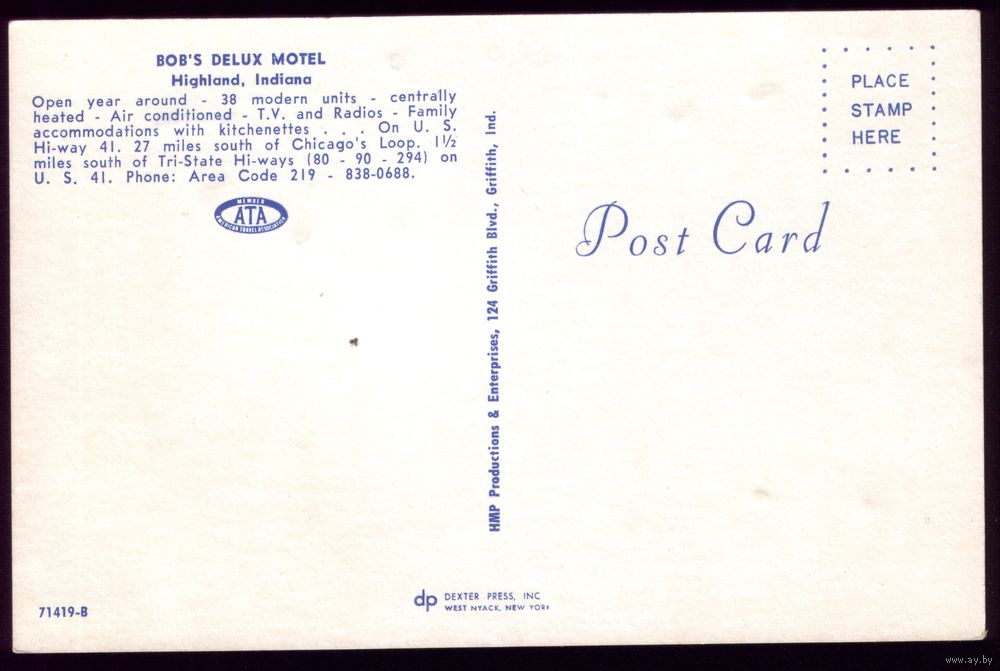 BOB'S DELUX MOTEL
Highland, Indiana
Open year around - 38 modern units - centrally
heated - Air conditioned - T.V. and Radios - Family
accommodations with kitchenettes . . . On U. S.
Hi-way 41. 27 miles south of Chicago's Loop. 1½
miles south of Tri-State Hi-ways (80 - 90 - 294) on
U. S. 41. Phone: Area Code 219 - 838-0688.
MEMBER
ATA
AMERICAN TRAVEL ASSOCIATION
71419-B
HMP Productions & Enterprises, 124 Griffith Blvd., Griffith, Ind.
dp DEXTER PRESS, INC
WEST NYACK, NEW YORK
PLACE
STAMP
HERE
Post Card
www.ay.by